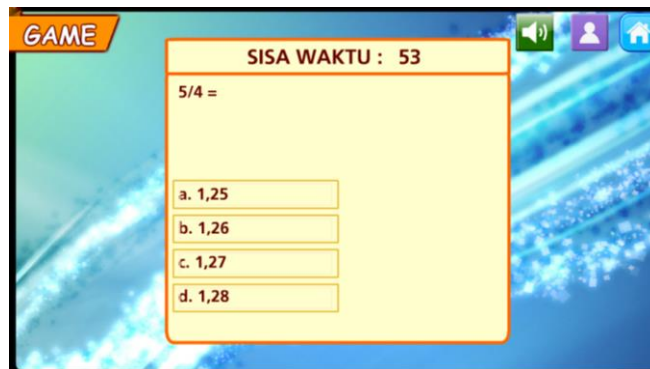 GAME
SISA WAKTU : 53
5/4 =
a. 1,25
b. 1,26
c. 1,27
d. 1,28